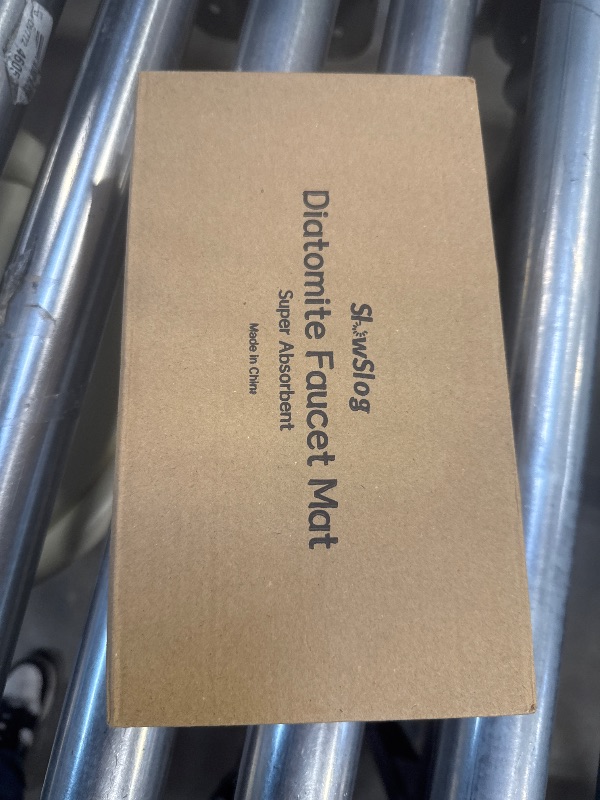 ShowSlog
Diatomite Faucet Mat
Super Absorbent
Made in China